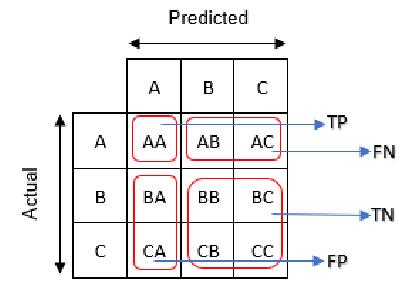 Predicted
A B C
TP
A AA AB AC
FN
Actual
B BA BB BC
TN
C CA CB CC
FP